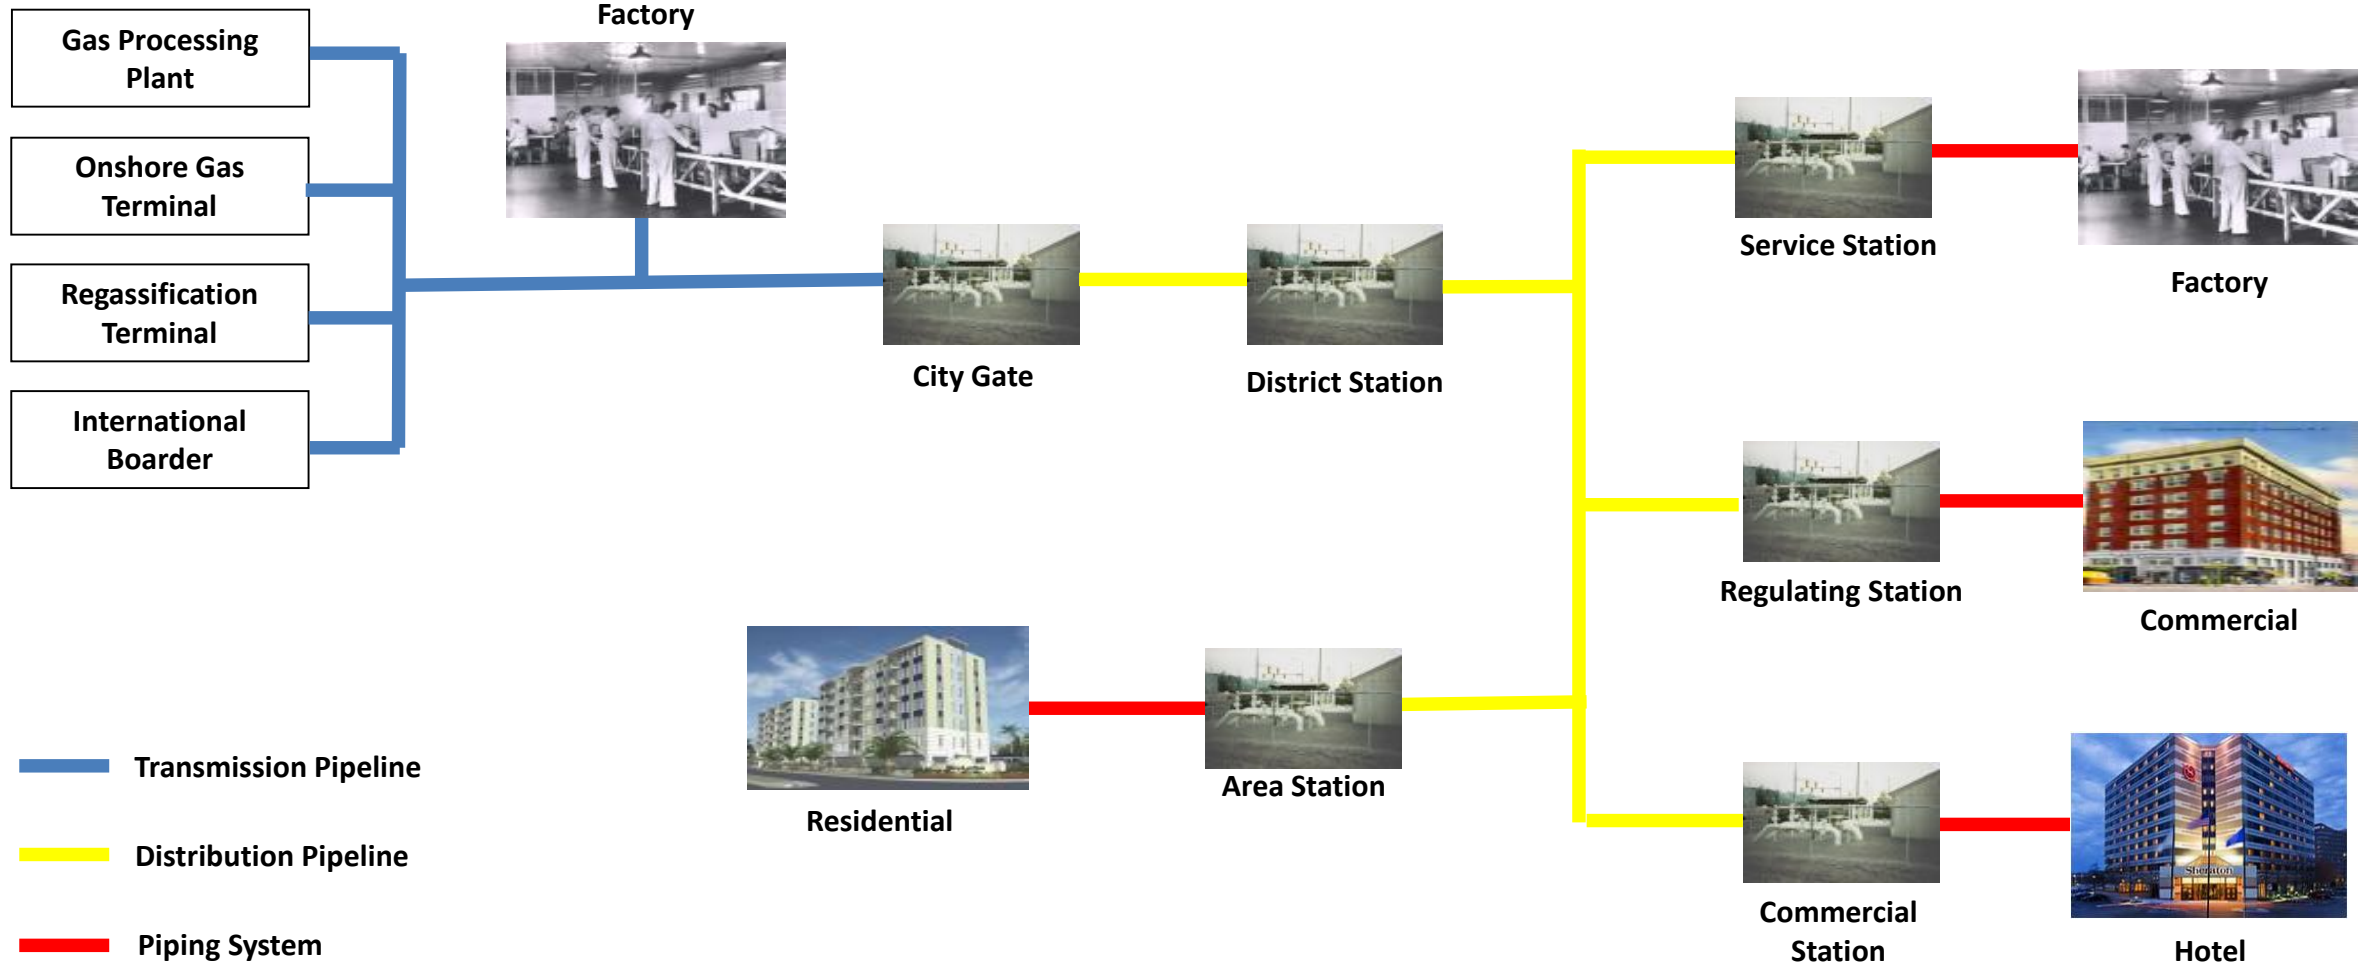 Gas Processing
Plant
Onshore Gas
Terminal
Regassification
Terminal
International
Boarder
Factory
City Gate
District Station
Service Station
Factory
Regulating Station
Commercial
Residential
Area Station
Commercial
Station
Sheraton
Hotel
Transmission Pipeline
Distribution Pipeline
Piping System